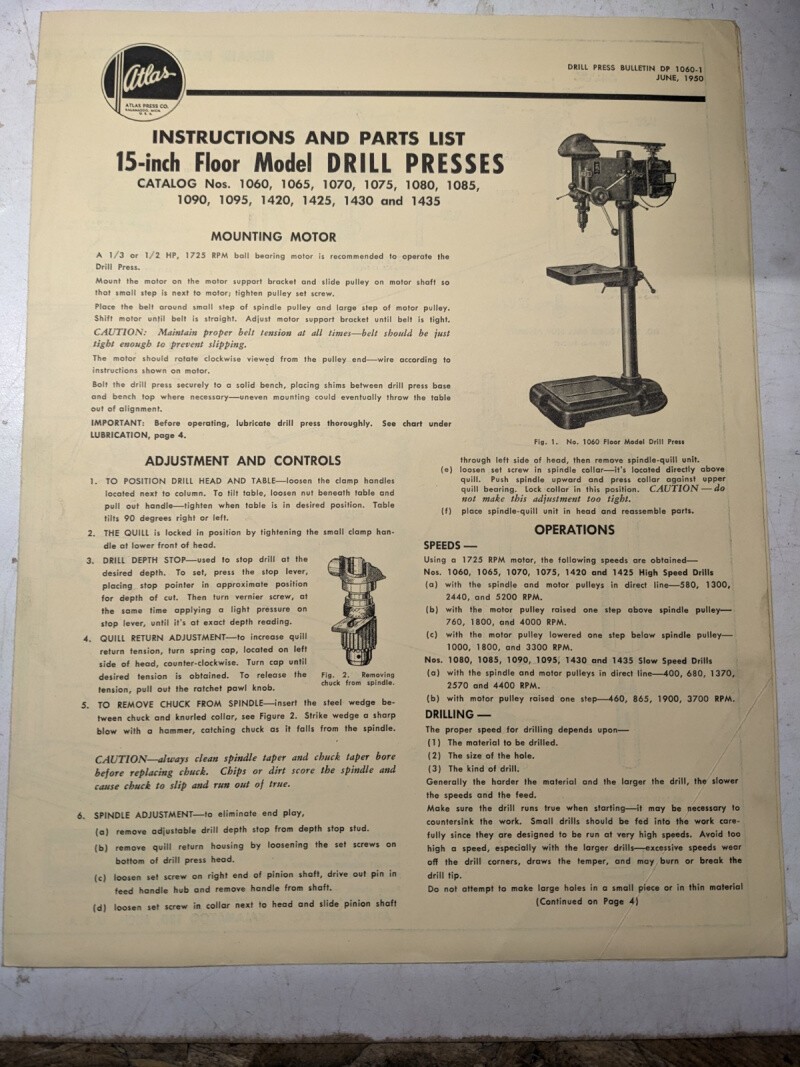 Atlas
ATLAS PRESS CO.
KALAMAZOO, MICH.
U. S. A.
DRILL PRESS BULLETIN DP 1060-1
JUNE, 1950
INSTRUCTIONS AND PARTS LIST
15-inch Floor Model DRILL PRESSES
CATALOG Nos. 1060, 1065, 1070, 1075, 1080, 1085,
1090, 1095, 1420, 1425, 1430 and 1435
MOUNTING MOTOR
A 1/3 or 1/2 HP, 1725 RPM ball bearing motor is recommended to operate the
Drill Press.
Mount the motor on the motor support bracket and slide pulley on motor shaft so
that small step is next to motor; tighten pulley set screw.
Place the belt around small step of spindle pulley and large step of motor pulley.
Shift motor until belt is straight. Adjust motor support bracket until belt is tight.
CAUTION: Maintain proper belt tension at all times—belt should be just
tight enough to prevent slipping.
The motor should rotate clockwise viewed from the pulley end—wire according to
instructions shown on motor.
Bolt the drill press securely to a solid bench, placing shims between drill press base
and bench top where necessary—uneven mounting could eventually throw the table
out of alignment.
IMPORTANT: Before operating, lubricate drill press thoroughly. See chart under
LUBRICATION, page 4.
Fig. 1. No. 1060 Floor Model Drill Press
ADJUSTMENT AND CONTROLS
1. TO POSITION DRILL HEAD AND TABLE—loosen the clamp handles
located next to column. To tilt table, loosen nut beneath table and
pull out handle—tighten when table is in desired position. Table
tilts 90 degrees right or left.
2. THE QUILL is locked in position by tightening the small clamp han-
dle at lower front of head.
3. DRILL DEPTH STOP—used to stop drill at the
desired depth. To set, press the stop lever,
placing stop pointer in approximate position
for depth of cut. Then turn vernier screw, at
the same time applying a light pressure on
stop lever, until it's at exact depth reading.
4. QUILL RETURN ADJUSTMENT—to increase quill
return tension, turn spring cap, located on left
side of head, counter-clockwise. Turn cap until
desired tension is obtained. To release the
tension, pull out the ratchet pawl knob.
Fig. 2. Removing
chuck from spindle.
5. TO REMOVE CHUCK FROM SPINDLE—insert the steel wedge be-
tween chuck and knurled collar, see Figure 2. Strike wedge a sharp
blow with a hammer, catching chuck as it falls from the spindle.
CAUTION—always clean spindle taper and chuck taper bore
before replacing chuck. Chips or dirt score the spindle and
cause chuck to slip and run out of true.
6. SPINDLE ADJUSTMENT—to eliminate end play,
(a) remove adjustable drill depth stop from depth stop stud.
(b) remove quill return housing by loosening the set screws on
bottom of drill press head.
(c) loosen set screw on right end of pinion shaft, drive out pin in
feed handle hub and remove handle from shaft.
(d) loosen set screw in collar next to head and slide pinion shaft
through left side of head, then remove spindle-quill unit.
(e) loosen set screw in spindle collar—it's located directly above
quill. Push spindle upward and press collar against upper
quill bearing. Lock collar in this position. CAUTION—do
not make this adjustment too tight.
(f) place spindle-quill unit in head and reassemble parts.
OPERATIONS
SPEEDS—
Using a 1725 RPM motor, the following speeds are obtained—
Nos. 1060, 1065, 1070, 1075, 1420 and 1425 High Speed Drills
(a) with the spindle and motor pulleys in direct line—580, 1300,
2440, and 5200 RPM.
(b) with the motor pulley raised one step above spindle pulley—
760, 1800, and 4000 RPM.
(c) with the motor pulley lowered one step below spindle pulley—
1000, 1800, and 3300 RPM.
Nos. 1080, 1085, 1090, 1095, 1430 and 1435 Slow Speed Drills
(a) with the spindle and motor pulleys in direct line—400, 680, 1370,
2570 and 4400 RPM.
(b) with motor pulley raised one step—460, 865, 1900, 3700 RPM.
DRILLING—
The proper speed for drilling depends upon—
(1) The material to be drilled.
(2) The size of the hole.
(3) The kind of drill.
Generally the harder the material and the larger the drill, the slower
the speeds and the feed.
Make sure the drill runs true when starting—it may be necessary to
countersink the work. Small drills should be fed into the work care-
fully since they are designed to be run at very high speeds. Avoid too
high a speed, especially with the larger drills—excessive speeds wear
off the drill corners, draws the temper, and may burn or break the
drill tip.
Do not attempt to make large holes in a small piece or in thin material
(Continued on Page 4)